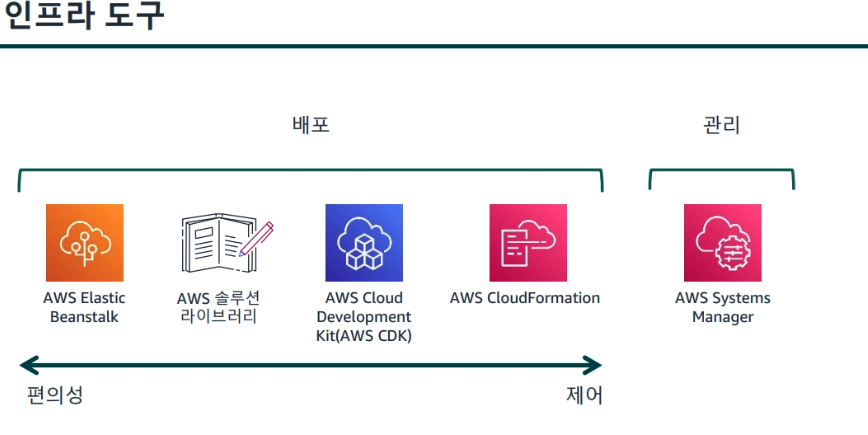 인프라 도구
배포
관리
AWS Elastic
Beanstalk
AWS 솔루션
라이브러리
AWS Cloud
Development
Kit(AWS CDK)
AWS CloudFormation
AWS Systems
Manager
편의성
제어